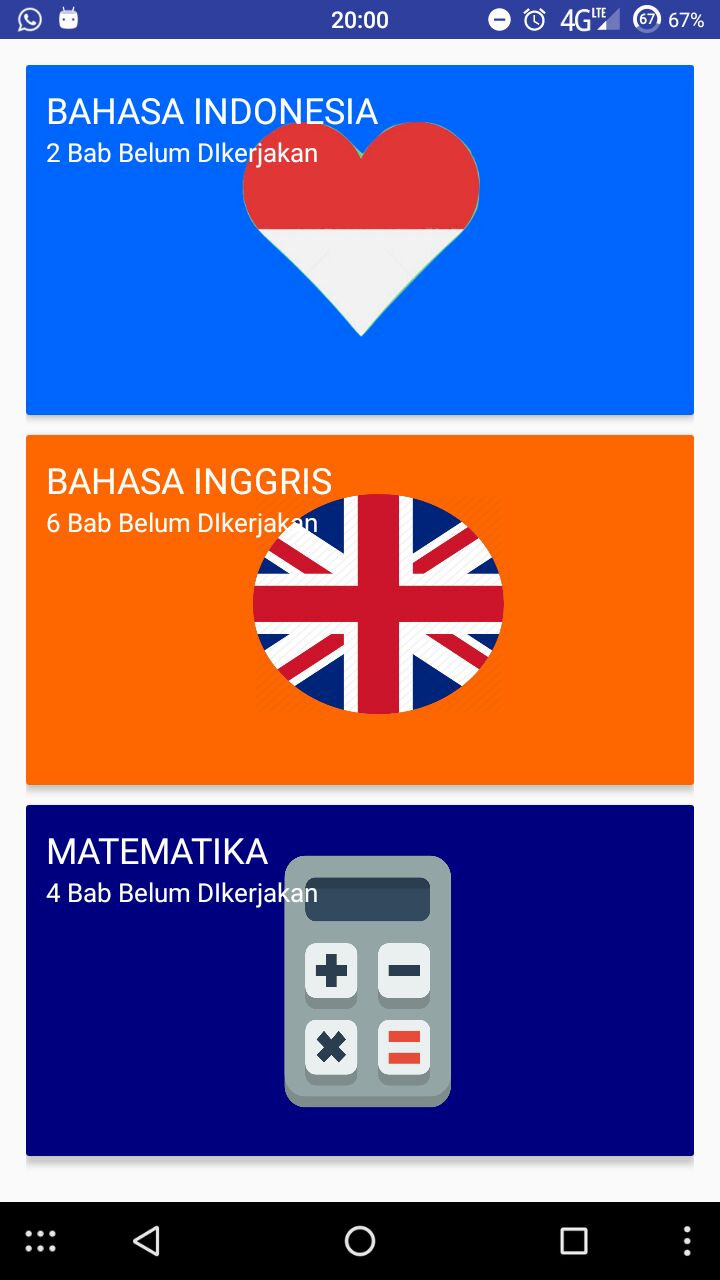 20:00
4G LTE
67
67%
BAHASA INDONESIA
2 Bab Belum DIkerjakan
BAHASA INGGRIS
6 Bab Belum DIkerjakan
MATEMATIKA
4 Bab Belum DIkerjakan